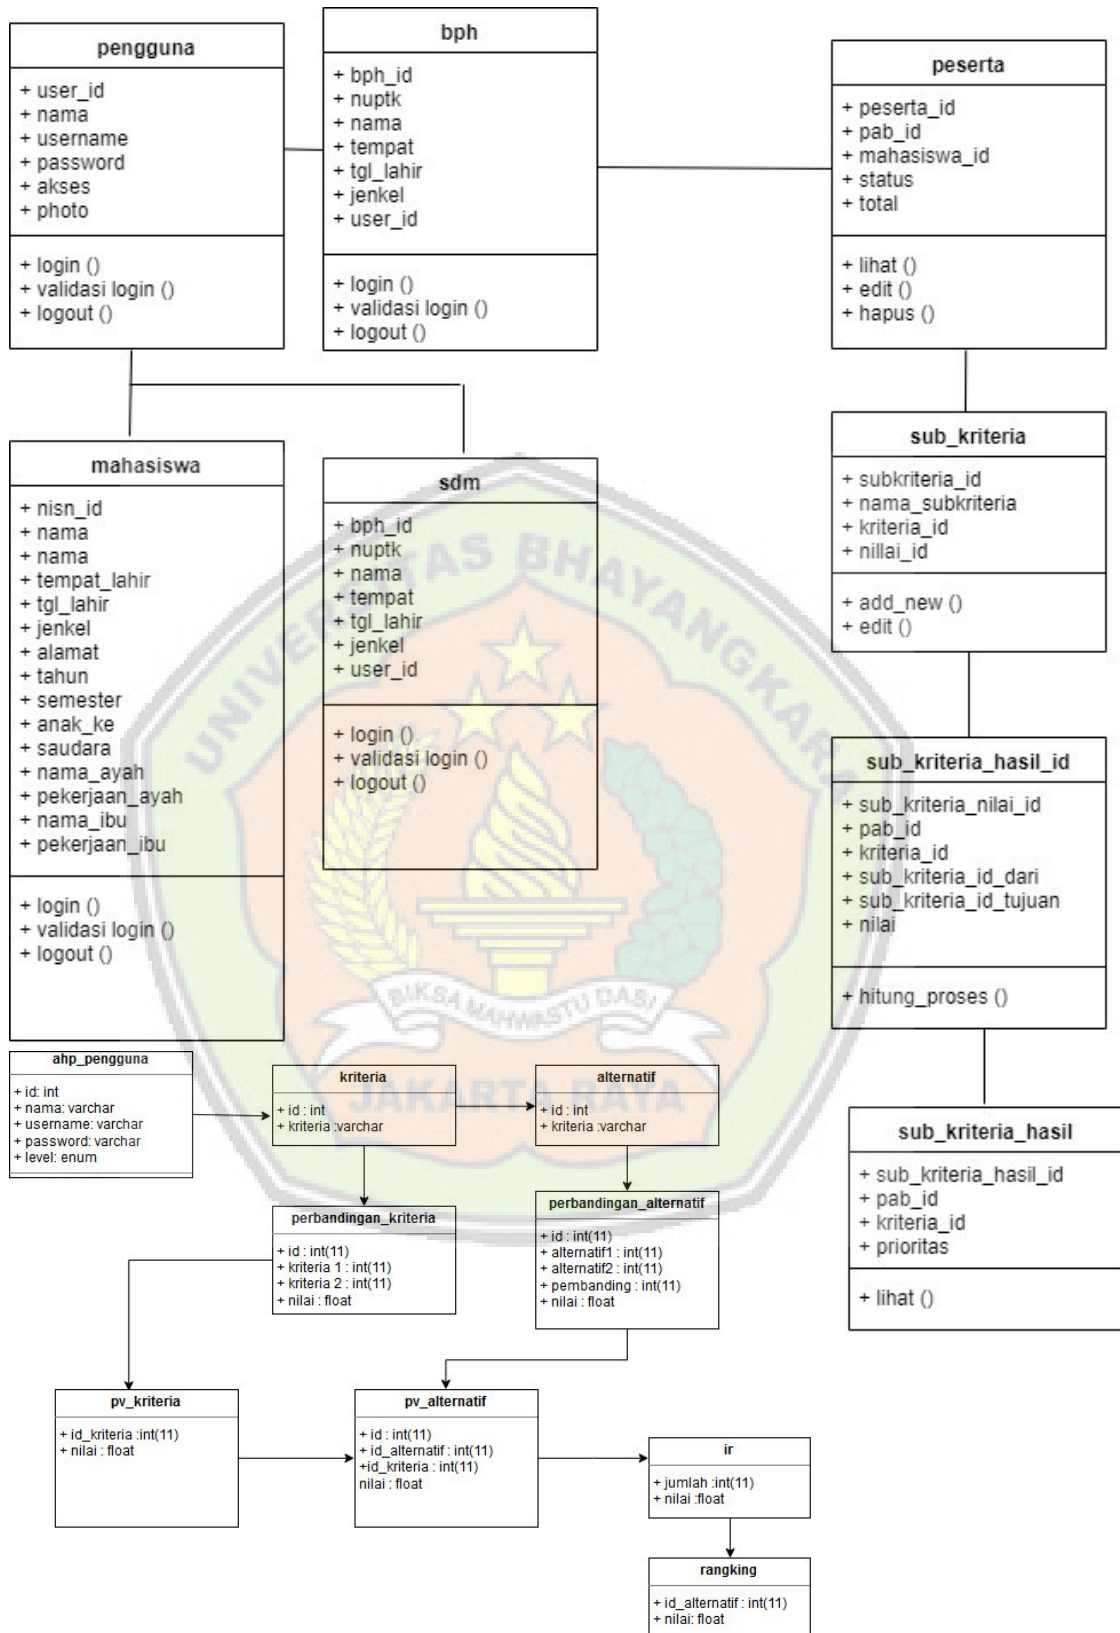 pengguna
+ user_id
+ nama
+ username
+ password
+ akses
+ photo
+ login ()
+ validasi login ()
+ logout ()
bph
+ bph_id
+ nuptk
+ nama
+ tempat
+ tgl_lahir
+ jenkel
+ user_id
+ login ()
+ validasi login ()
+ logout ()
peserta
+ peserta_id
+ pab_id
+ mahasiswa_id
+ status
+ total
+ lihat ()
+ edit ()
+ hapus ()
mahasiswa
+ nisn_id
+ nama
+ nama
+ tempat_lahir
+ tgl_lahir
+ jenkel
+ alamat
+ tahun
+ semester
+ anak_ke
+ saudara
+ nama_ayah
+ pekerjaan_ayah
+ nama_ibu
+ pekerjaan_ibu
+ login ()
+ validasi login ()
+ logout ()
sdm
+ bph_id
+ nuptk
+ nama
+ tempat
+ tgl_lahir
+ jenkel
+ user_id
+ login ()
+ validasi login ()
+ logout ()
sub_kriteria
+ subkriteria_id
+ nama_subkriteria
+ kriteria_id
+ nillai_id
+ add_new ()
+ edit ()
sub_kriteria_hasil_id
+ sub_kriteria_nilai_id
+ pab_id
+ kriteria_id
+ sub_kriteria_id_dari
+ sub_kriteria_id_tujuan
+ nilai
+ hitung_proses ()
sub_kriteria_hasil
+ sub_kriteria_hasil_id
+ pab_id
+ kriteria_id
+ prioritas
+ lihat ()
UNIVERSITAS BHAYANGKARA
BIKSA MAHWASTU DASI
JAKARTA RAYA
ahp_pengguna
+ id: int
+ nama: varchar
+ username: varchar
+ password: varchar
+ level: enum
kriteria
+ id : int
+ kriteria :varchar
alternatif
+ id : int
+ kriteria :varchar
perbandingan_kriteria
+ id : int(11)
+ kriteria 1 : int(11)
+ kriteria 2 : int(11)
+ nilai : float
perbandingan_alternatif
+ id : int(11)
+ alternatif1 : int(11)
+ alternatif2 : int(11)
+ pembanding : int(11)
+ nilai : float
pv_kriteria
+ id_kriteria :int(11)
+ nilai : float
pv_alternatif
+ id : int(11)
+ id_alternatif : int(11)
+id_kriteria : int(11)
nilai : float
ir
+ jumlah :int(11)
+ nilai :float
rangking
+ id_alternatif : int(11)
+ nilai: float